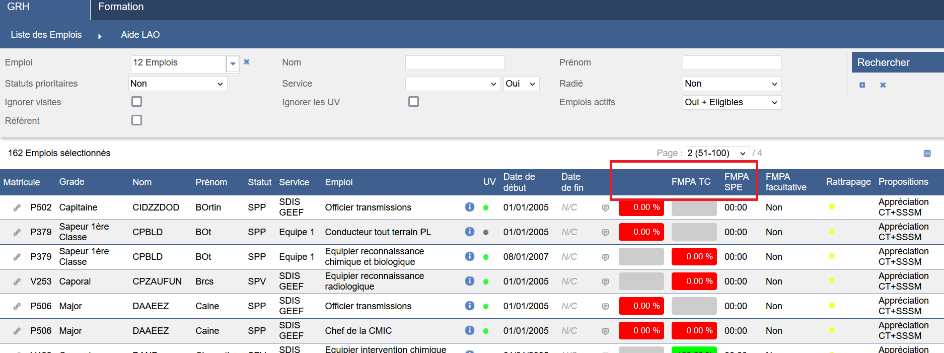 GRH Formation
Liste des Emplois Aide LAO
Emploi 12 Emplois Nom Prénom Rechercher
Statuts prioritaires Non Service Oui Radié Non
Ignorer visites Ignorer les UV Emplois actifs Oui + Eligibles
Référent
162 Emplois sélectionnés Page : 2 (51-100) / 4
Matricule Grade Nom Prénom Statut Service Emploi UV Date de début Date de fin FMPA TC FMPA SPE FMPA facultative Rattrapage Propositions
P502 Capitaine CIDZZDOD BOrtin SPP SDIS GEEF Officier transmissions 01/01/2005 N/C 0.00 % 00:00 Non Appréciation CT+SSSM
P379 Sapeur 1ère Classe CPBLD BOt SPP Equipe 1 Conducteur tout terrain PL 01/01/2005 N/C 0.00 % 00:00 Non Appréciation CT+SSSM
P379 Sapeur 1ère Classe CPBLD BOt SPP Equipe 1 Equipier reconnaissance chimique et biologique 08/01/2007 N/C 0.00 % 00:00 Non Appréciation CT+SSSM
V253 Caporal CPZAUFUN Brcs SPV SDIS GEEF Equipier reconnaissance radiologique 01/01/2005 N/C 0.00 % 00:00 Non Appréciation CT+SSSM
P506 Major DAAEEZ Caine SPP SDIS GEEF Officier transmissions 01/01/2005 N/C 0.00 % 00:00 Non Appréciation CT+SSSM
P506 Major DAAEEZ Caine SPP SDIS GEEF Chef de la CMIC 01/01/2005 N/C 0.00 % 0.00 % 00:00 Non Appréciation CT+SSSM
SDIS Equipier intervention chimique Appréciation